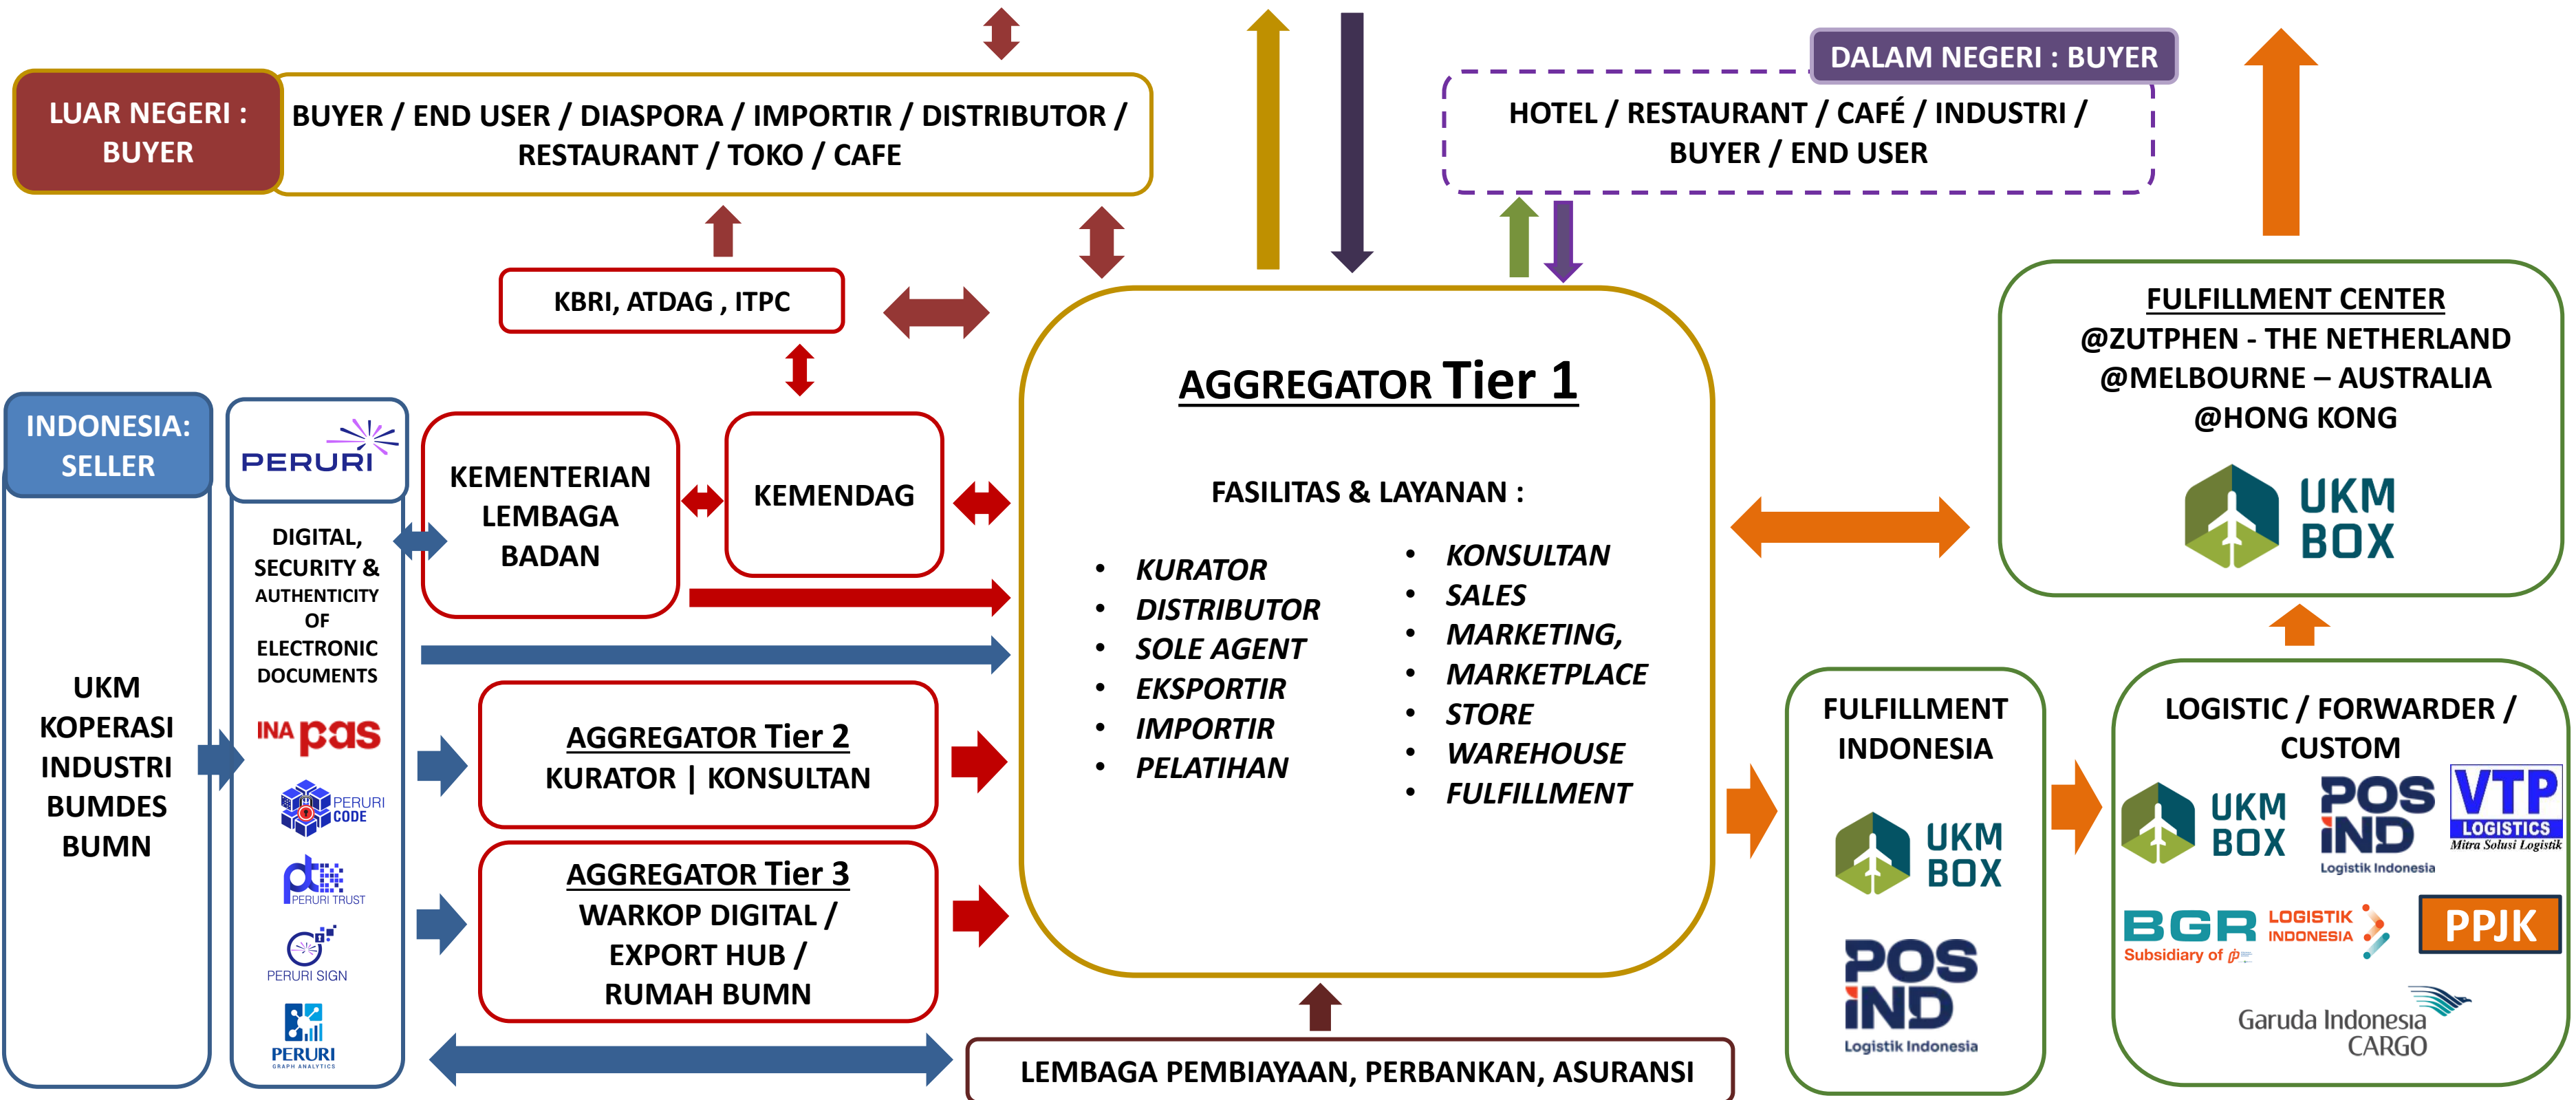 LUAR NEGERI :
BUYER
BUYER / END USER / DIASPORA / IMPORTIR / DISTRIBUTOR /
RESTAURANT / TOKO / CAFE
DALAM NEGERI : BUYER
HOTEL / RESTAURANT / CAFÉ / INDUSTRI /
BUYER / END USER
KBRI, ATDAG , ITPC
FULFILLMENT CENTER
@ZUTPHEN - THE NETHERLAND
@MELBOURNE – AUSTRALIA
@HONG KONG
UKM
BOX
INDONESIA:
SELLER
UKM
KOPERASI
INDUSTRI
BUMDES
BUMN
PERURI
DIGITAL,
SECURITY &
AUTHENTICITY
OF
ELECTRONIC
DOCUMENTS
INA pas
PERURI
CODE
pt
PERURI TRUST
PERURI SIGN
PERURI
GRAPH ANALYTICS
KEMENTERIAN
LEMBAGA
BADAN
KEMENDAG
AGGREGATOR Tier 2
KURATOR | KONSULTAN
AGGREGATOR Tier 3
WARKOP DIGITAL /
EXPORT HUB /
RUMAH BUMN
AGGREGATOR Tier 1
FASILITAS & LAYANAN :
• KURATOR
• DISTRIBUTOR
• SOLE AGENT
• EKSPORTIR
• IMPORTIR
• PELATIHAN
• KONSULTAN
• SALES
• MARKETING,
• MARKETPLACE
• STORE
• WAREHOUSE
• FULFILLMENT
LEMBAGA PEMBIAYAAN, PERBANKAN, ASURANSI
FULFILLMENT
INDONESIA
UKM
BOX
POS
IND
Logistik Indonesia
LOGISTIC / FORWARDER /
CUSTOM
UKM
BOX
POS
IND
Logistik Indonesia
VTP
LOGISTICS
Mitra Solusi Logistik
BGR LOGISTIK
INDONESIA
Subsidiary of
PPJK
Garuda Indonesia
CARGO